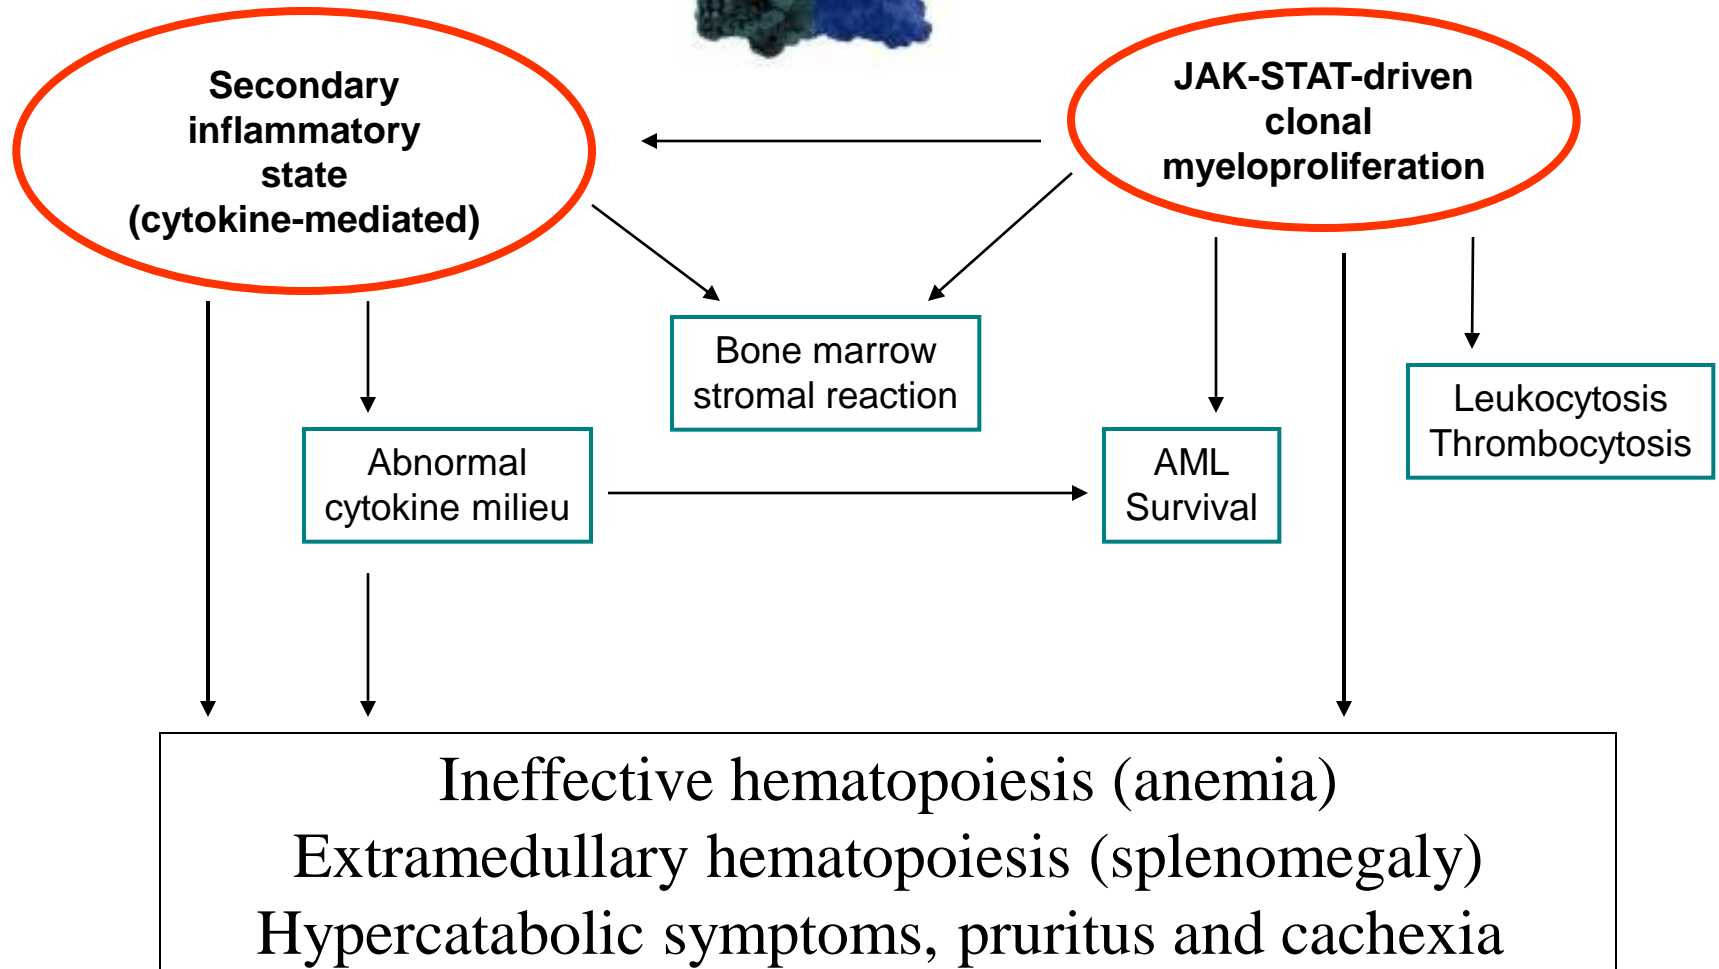 Secondary
inflammatory
state
(cytokine-mediated)
JAK-STAT-driven
clonal
myeloproliferation
Bone marrow
stromal reaction
Leukocytosis
Thrombocytosis
Abnormal
cytokine milieu
AML
Survival
Ineffective hematopoiesis (anemia)
Extramedullary hematopoiesis (splenomegaly)
Hypercatabolic symptoms, pruritus and cachexia